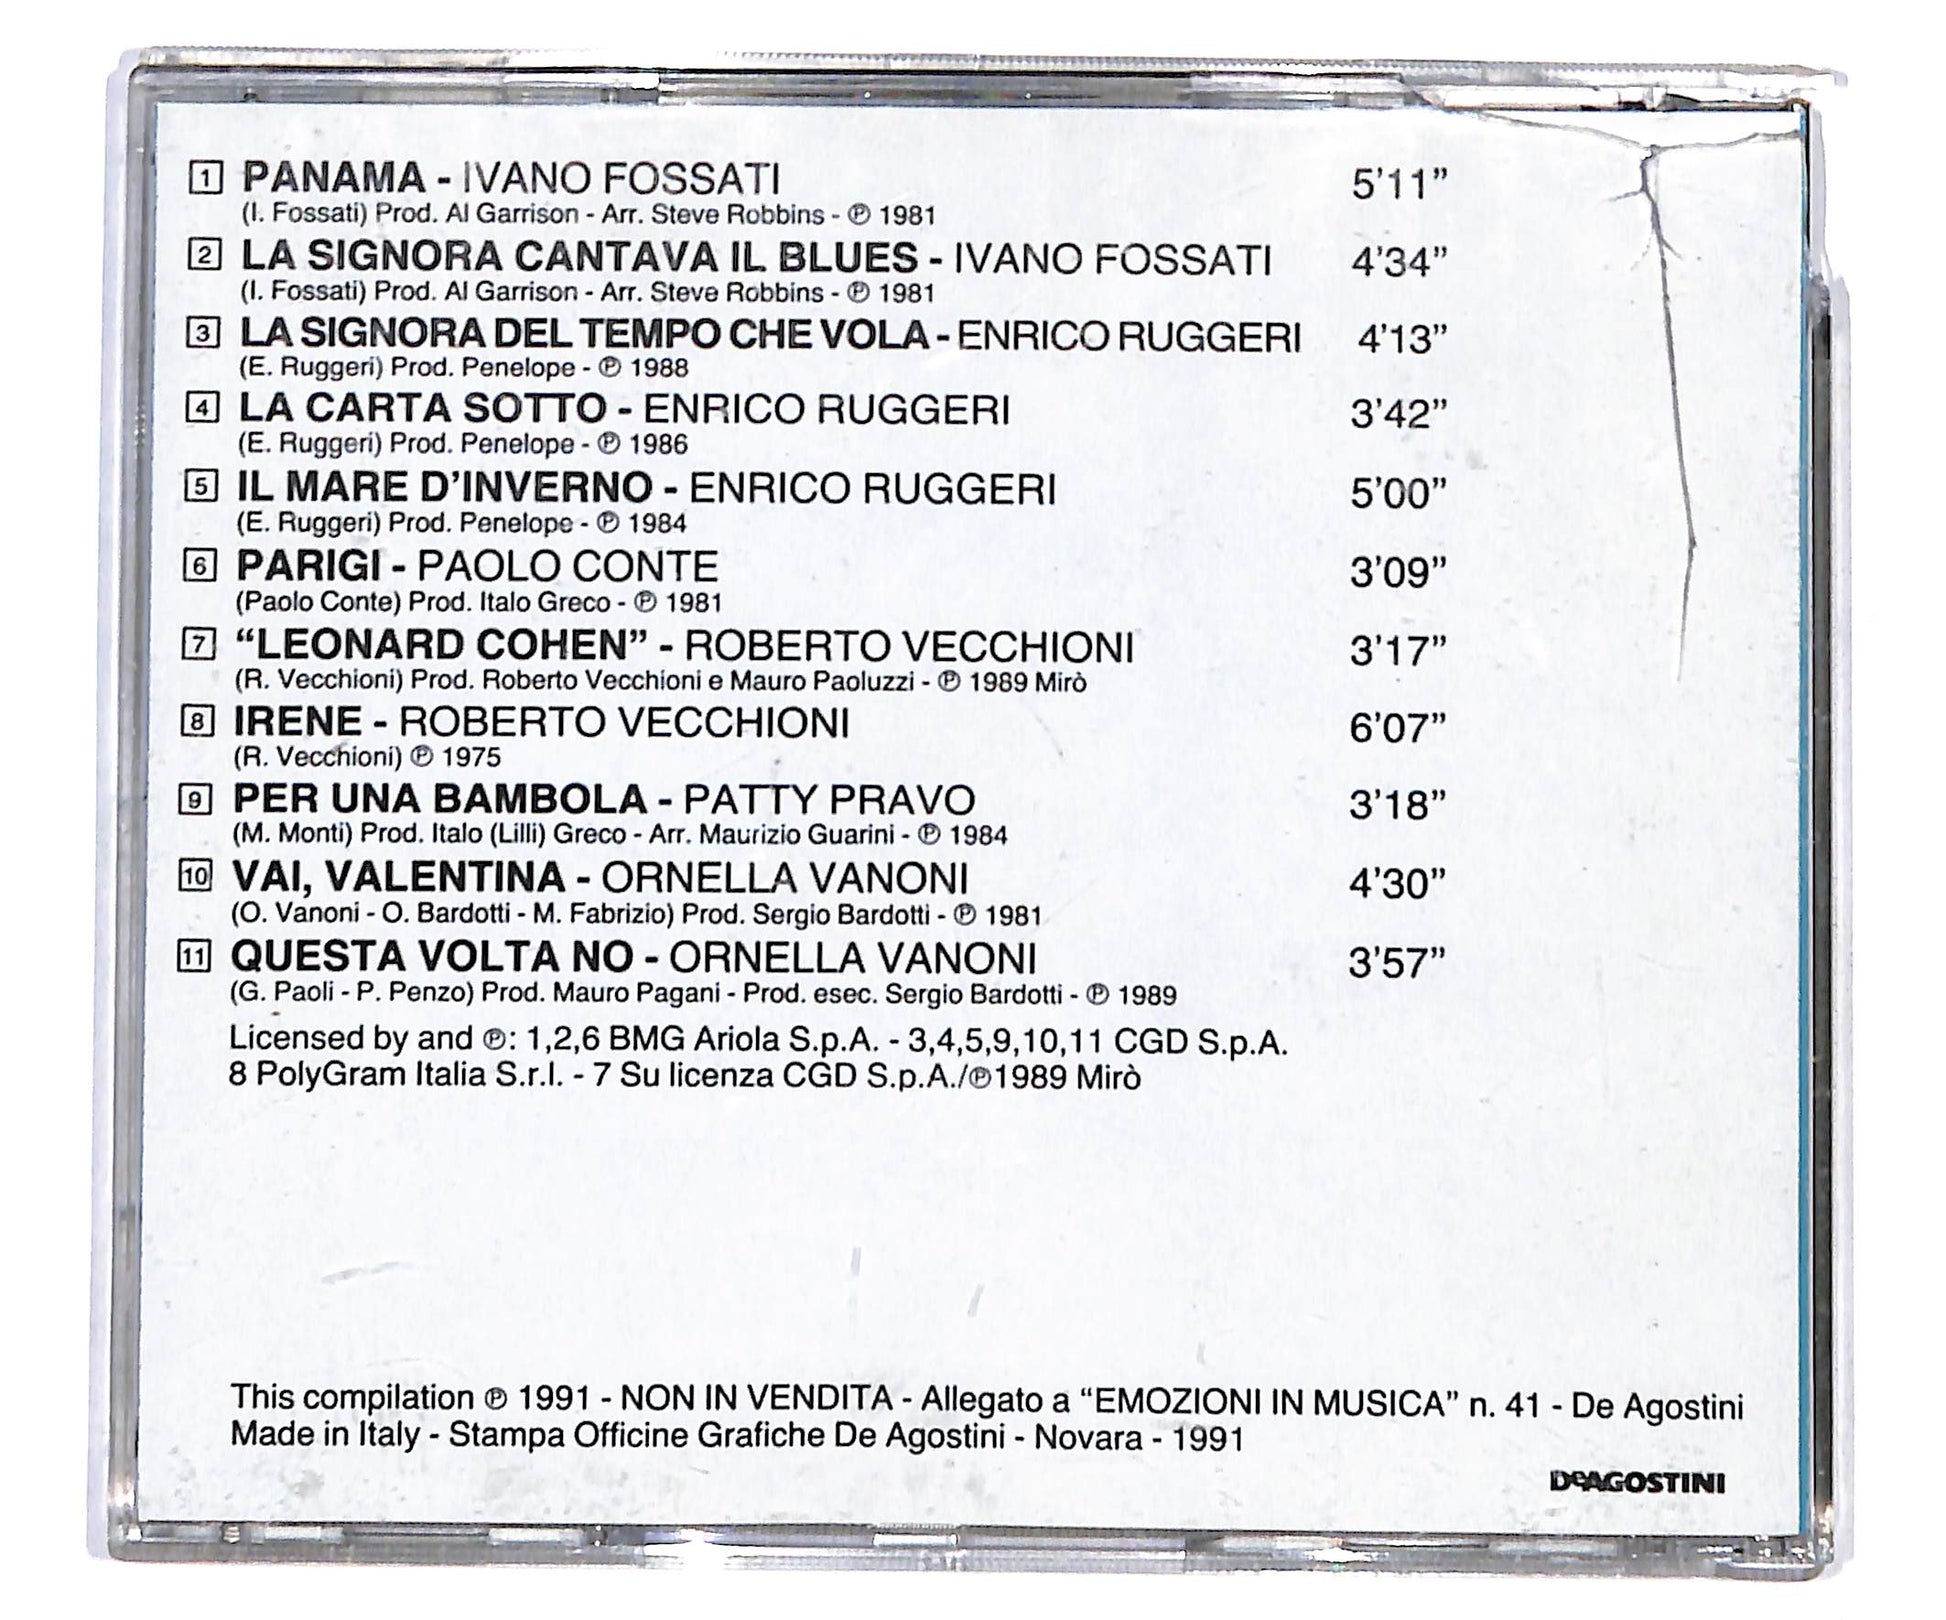 1 PANAMA - IVANO FOSSATI 5'11”
(I. Fossati) Prod. Al Garrison - Arr. Steve Robbins - ℗ 1981
2 LA SIGNORA CANTAVA IL BLUES - IVANO FOSSATI 4'34”
(I. Fossati) Prod. Al Garrison - Arr. Steve Robbins - ℗ 1981
3 LA SIGNORA DEL TEMPO CHE VOLA - ENRICO RUGGERI 4'13”
(E. Ruggeri) Prod. Penelope - ℗ 1988
4 LA CARTA SOTTO - ENRICO RUGGERI 3'42”
(E. Ruggeri) Prod. Penelope - ℗ 1986
5 IL MARE D'INVERNO - ENRICO RUGGERI 5'00”
(E. Ruggeri) Prod. Penelope - ℗ 1984
6 PARIGI - PAOLO CONTE 3'09”
(Paolo Conte) Prod. Italo Greco - ℗ 1981
7 “LEONARD COHEN” - ROBERTO VECCHIONI 3'17”
(R. Vecchioni) Prod. Roberto Vecchioni e Mauro Paoluzzi - ℗ 1989 Mirò
8 IRENE - ROBERTO VECCHIONI 6'07”
(R. Vecchioni) ℗ 1975
9 PER UNA BAMBOLA - PATTY PRAVO 3'18”
(M. Monti) Prod. Italo (Lilli) Greco - Arr. Maurizio Guarini - ℗ 1984
10 VAI, VALENTINA - ORNELLA VANONI 4'30”
(O. Vanoni - O. Bardotti - M. Fabrizio) Prod. Sergio Bardotti - ℗ 1981
11 QUESTA VOLTA NO - ORNELLA VANONI 3'57”
(G. Paoli - P. Penzo) Prod. Mauro Pagani - Prod. esec. Sergio Bardotti - ℗ 1989
Licensed by and ℗: 1,2,6 BMG Ariola S.p.A. - 3,4,5,9,10,11 CGD S.p.A.
8 PolyGram Italia S.r.l. - 7 Su licenza CGD S.p.A./℗1989 Mirò
This compilation ℗ 1991 - NON IN VENDITA - Allegato a “EMOZIONI IN MUSICA” n. 41 - De Agostini
Made in Italy - Stampa Officine Grafiche De Agostini - Novara - 1991
DeAGOSTINI